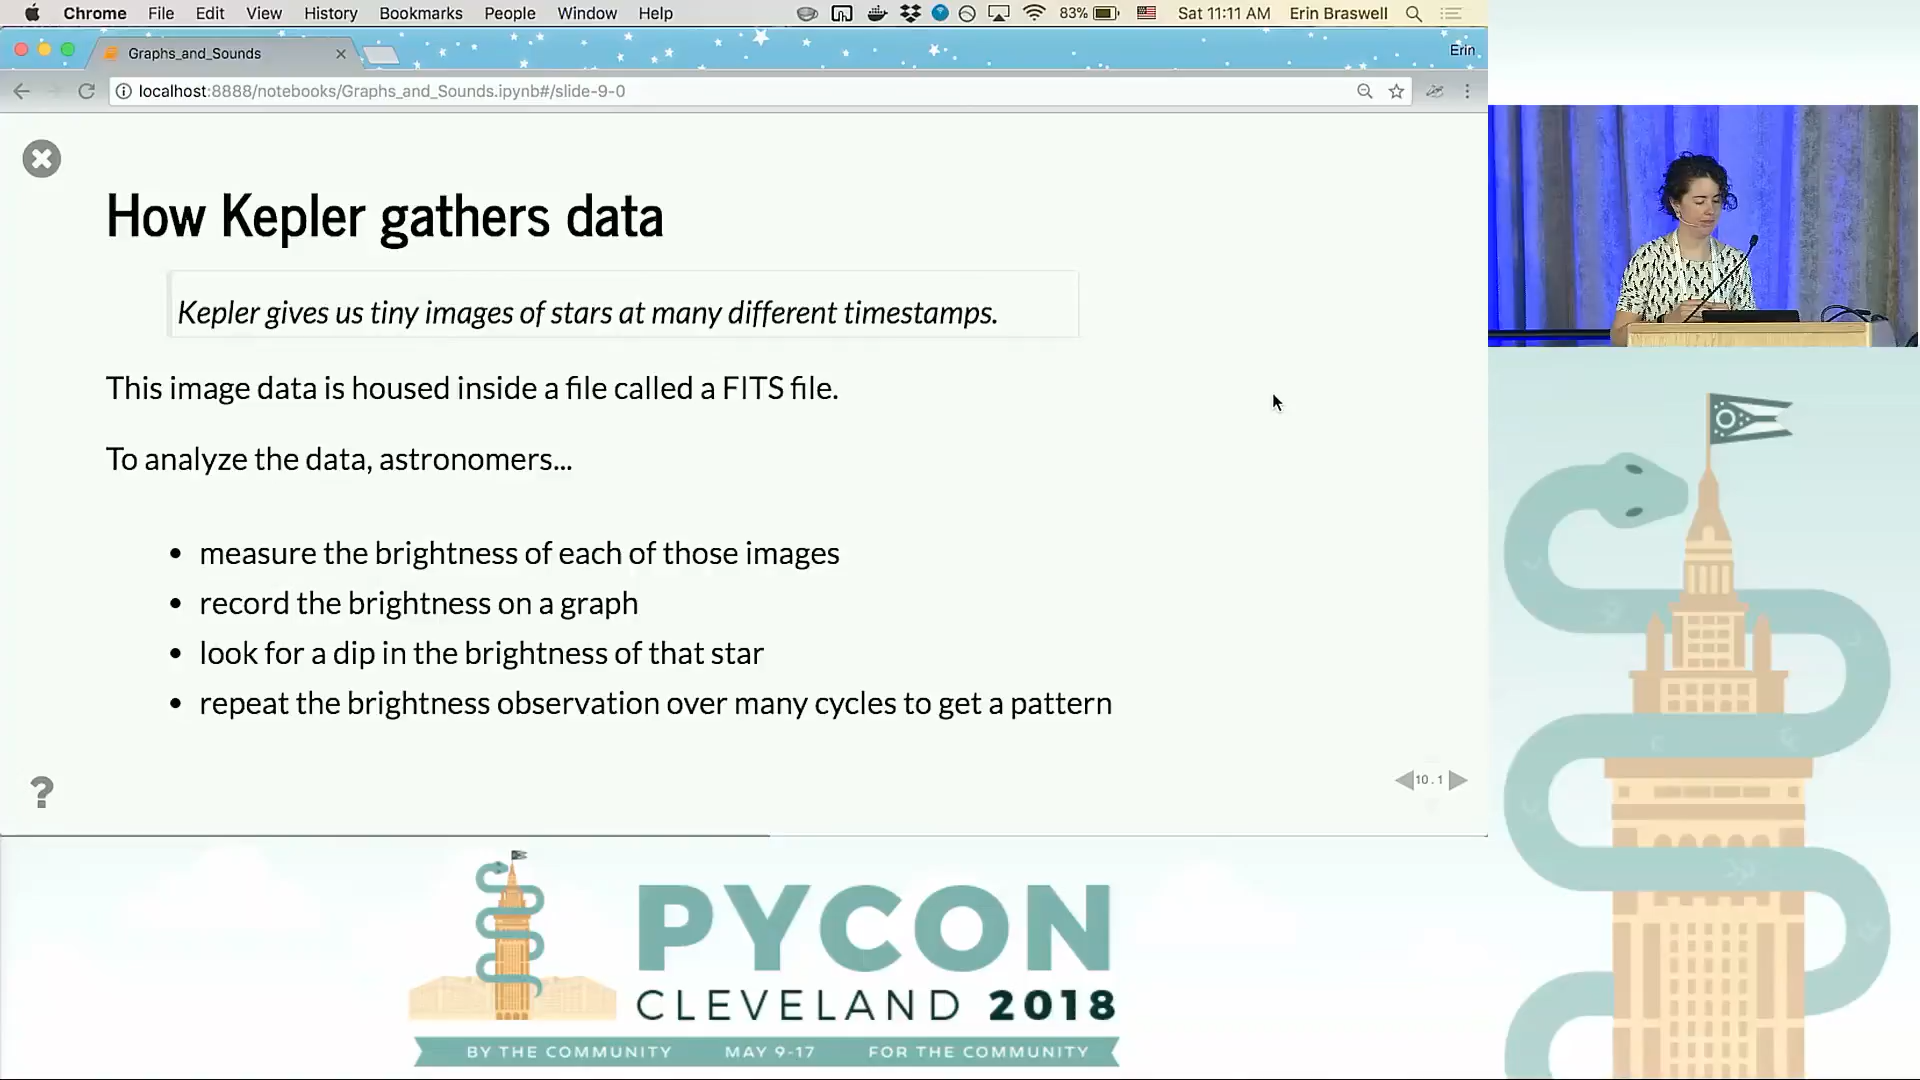 Chrome File Edit View History Bookmarks People Window Help 83% Sat 11:11 AM Erin Braswell
Graphs_and_Sounds Erin
localhost:8888/notebooks/Graphs_and_Sounds.ipynb#/slide-9-0
How Kepler gathers data
Kepler gives us tiny images of stars at many different timestamps.
This image data is housed inside a file called a FITS file.
To analyze the data, astronomers...
• measure the brightness of each of those images
• record the brightness on a graph
• look for a dip in the brightness of that star
• repeat the brightness observation over many cycles to get a pattern
?
10.1
PYCON
CLEVELAND 2018
BY THE COMMUNITY MAY 9-17 FOR THE COMMUNITY